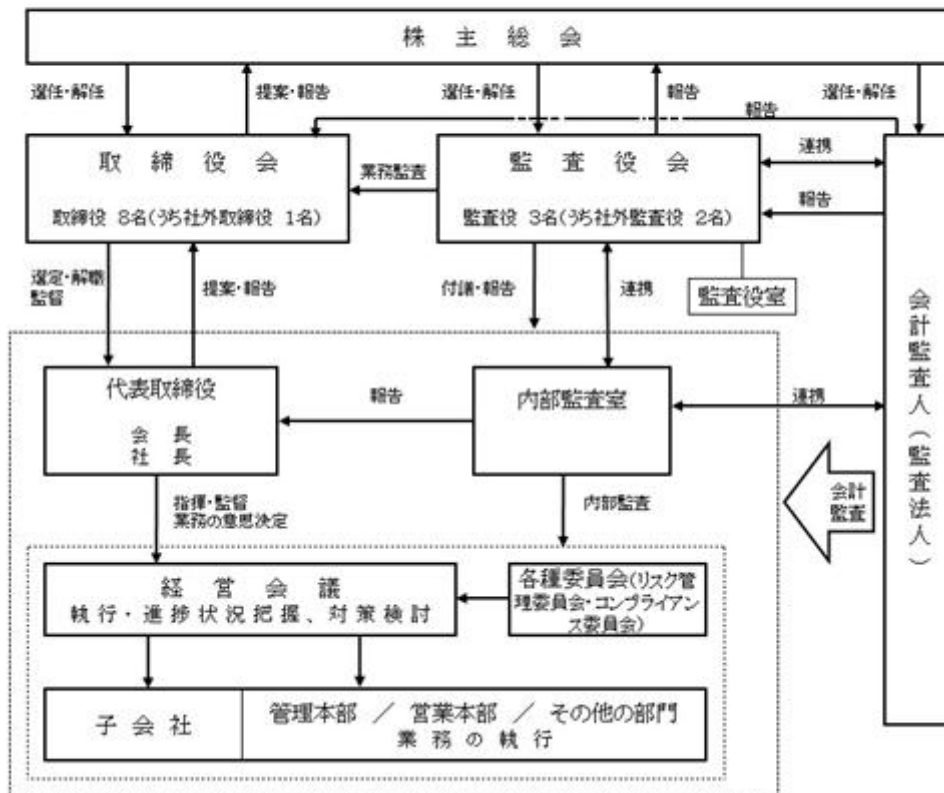 株主総会
選任・解任
提案・報告
選任・解任
報告
選任・解任
報告
取締役会
取締役 8名(うち社外取締役 1名)
業務監査
監査役会
監査役 3名(うち社外監査役 2名)
連携
報告
選定・解職
監督
提案・報告
付議・報告
連携
監査役室
会計監査人(監査法人)
代表取締役
会長
社長
報告
内部監査室
連携
会計
監査
指揮・監督
業務の意思決定
内部監査
経営会議
執行・進捗状況把握、対策検討
各種委員会(リスク管
理委員会・コンプライアン
ス委員会)
子会社
管理本部 / 営業本部 / その他の部門
業務の執行